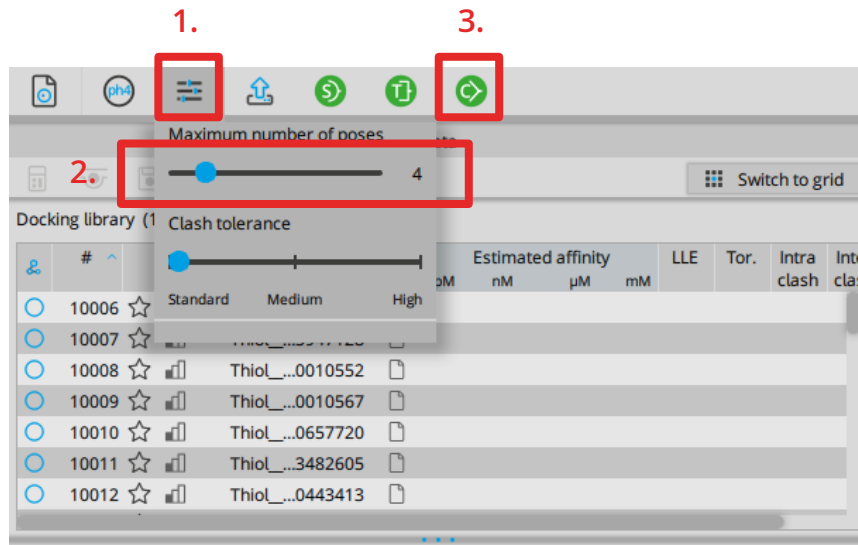 1.
3.
ph4
S
T
C
Maximum number of poses
2.
4
Switch to grid
Docking library (1
Clash tolerance
#
Estimated affinity
LLE
Tor.
Intra
clash
Inte
clas
pM
nM
µM
mM
Standard
Medium
High
10006
10007
10008
Thiol_...0010552
10009
Thiol_...0010567
10010
Thiol_...0657720
10011
Thiol_...3482605
10012
Thiol_...0443413